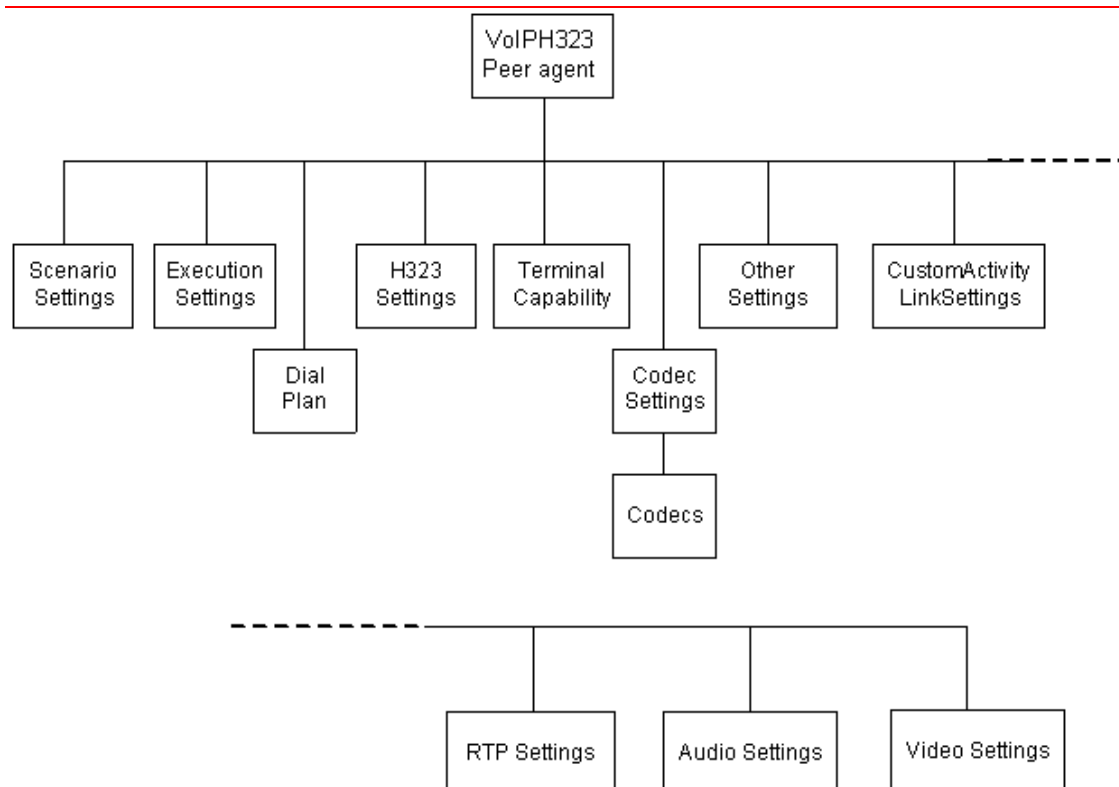 VoIPH323
Peer agent
Scenario
Settings
Execution
Settings
H323
Settings
Terminal
Capability
Other
Settings
CustomActivity
LinkSettings
Dial
Plan
Codec
Settings
Codecs
RTP Settings
Audio Settings
Video Settings